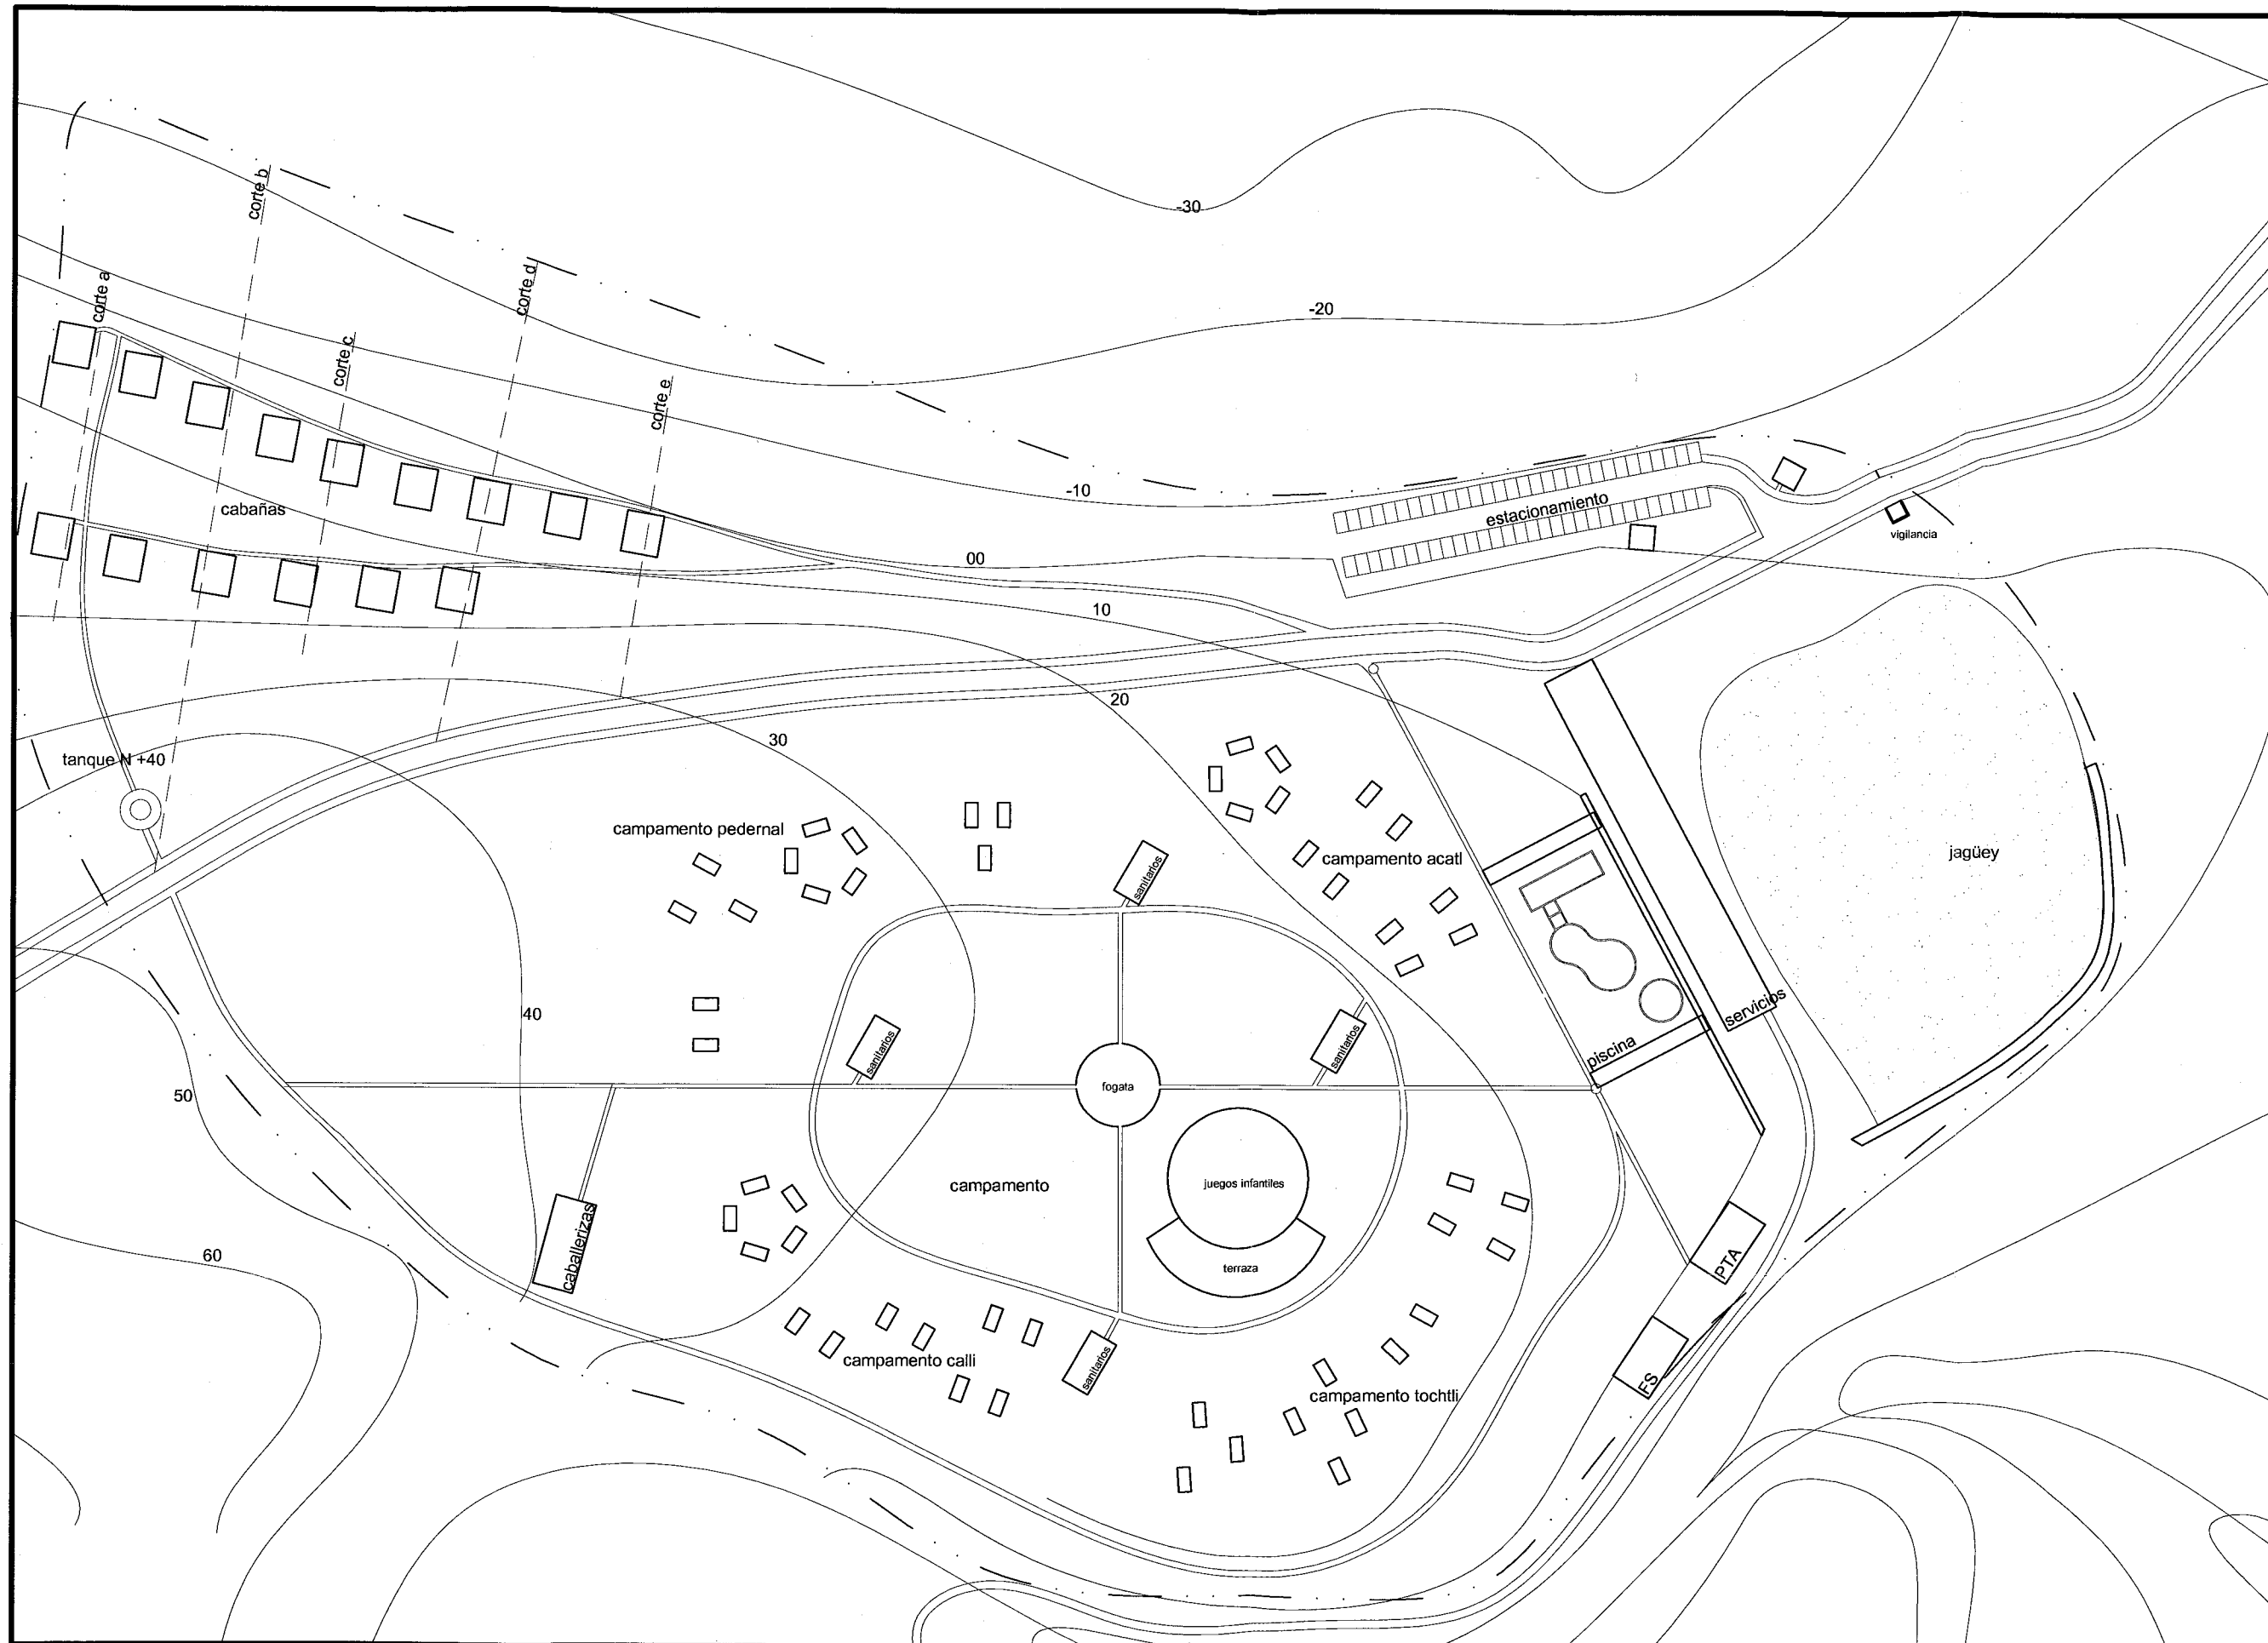 corte b
-30
corte a
corte d
-20
corte c
corte e
-10
cabañas
estacionamiento
vigilancia
00
10
20
30
tanque N +40
campamento pedernal
campamento acatl
jagüey
sanitarios
40
servicios
sanitarios
sanitarios
piscina
50
fogata
campamento
juegos infantiles
caballerizas
60
terraza
PTA
campamento calli
sanitarios
FS
campamento tochtli